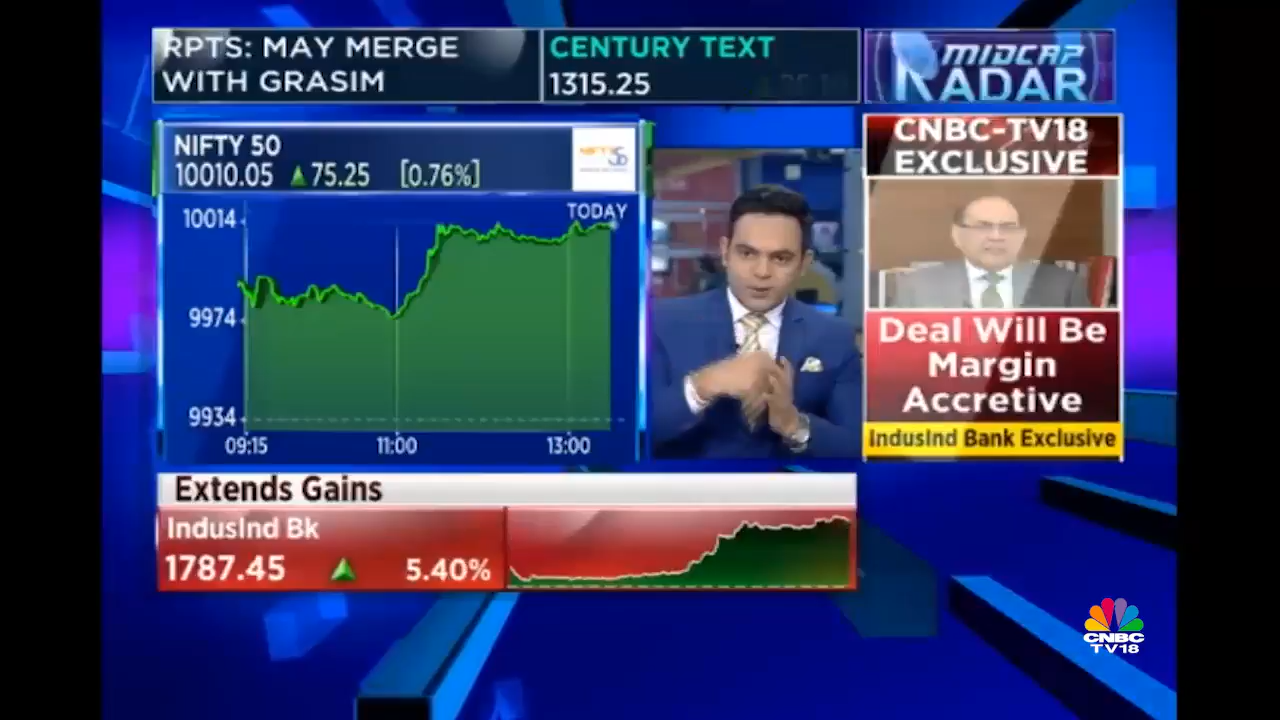 RPTS: MAY MERGE
WITH GRASIM
CENTURY TEXT
1315.25
MIDCAP
RADAR
NIFTY 50
10010.05 ▲ 75.25 [0.76%]
TODAY
10014
9974
9934
09:15 11:00 13:00
CNBC-TV18
EXCLUSIVE
Deal Will Be
Margin
Accretive
IndusInd Bank Exclusive
Extends Gains
IndusInd Bk
1787.45 ▲ 5.40%
CNBC
TV18